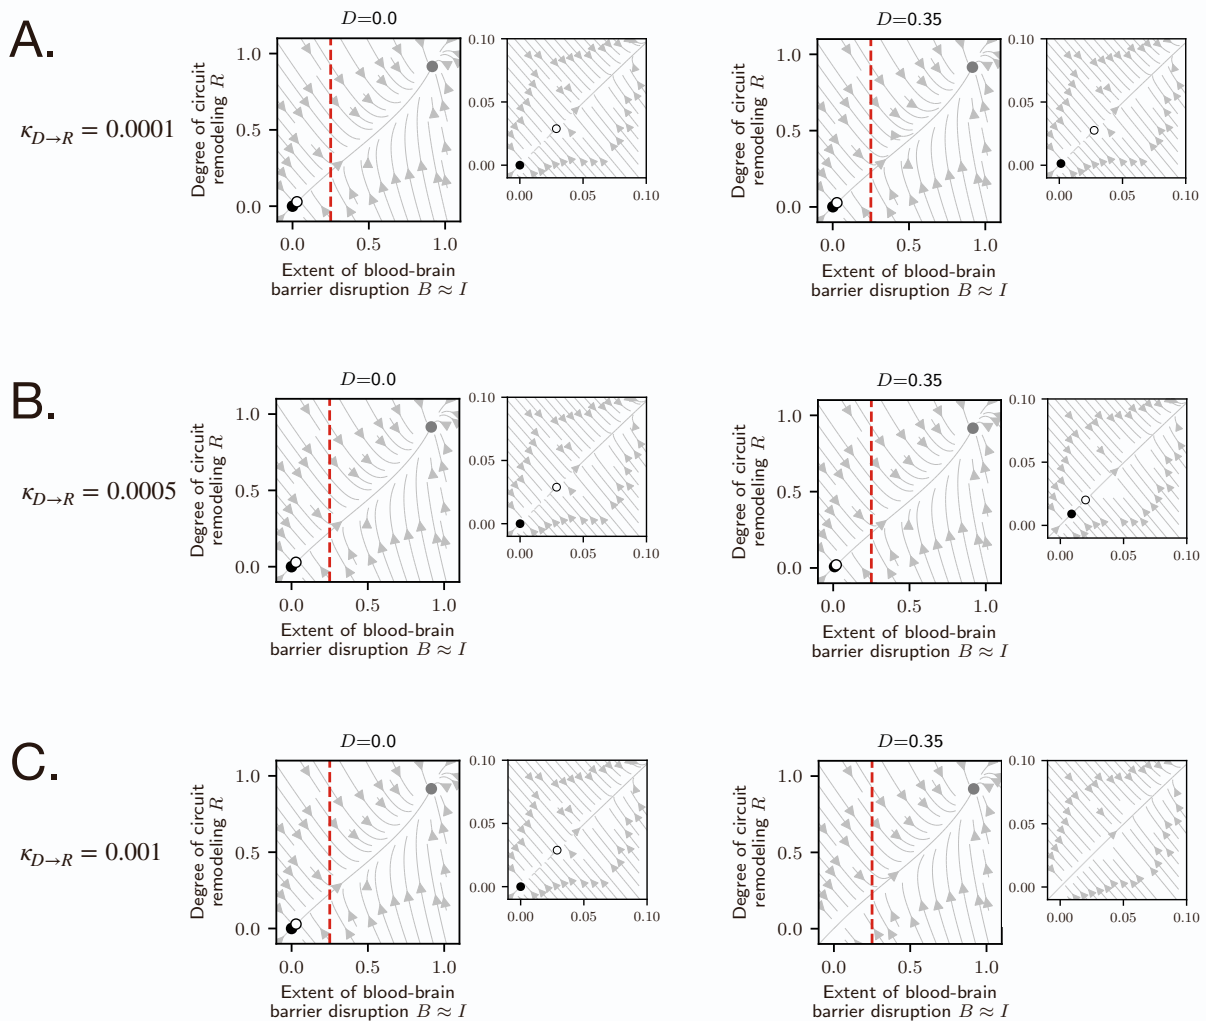 A.
κD→R = 0.0001
D=0.0
1.0
0.5
0.0
0.0
0.5
1.0
Degree of circuit
remodeling R
Extent of blood-brain
barrier disruption B ≈ I
0.10
0.05
0.00
0.00
0.05
0.10
D=0.35
1.0
0.5
0.0
0.0
0.5
1.0
Degree of circuit
remodeling R
Extent of blood-brain
barrier disruption B ≈ I
0.10
0.05
0.00
0.00
0.05
0.10
B.
κD→R = 0.0005
D=0.0
1.0
0.5
0.0
0.0
0.5
1.0
Degree of circuit
remodeling R
Extent of blood-brain
barrier disruption B ≈ I
0.10
0.05
0.00
0.00
0.05
0.10
D=0.35
1.0
0.5
0.0
0.0
0.5
1.0
Degree of circuit
remodeling R
Extent of blood-brain
barrier disruption B ≈ I
0.10
0.05
0.00
0.00
0.05
0.10
C.
κD→R = 0.001
D=0.0
1.0
0.5
0.0
0.0
0.5
1.0
Degree of circuit
remodeling R
Extent of blood-brain
barrier disruption B ≈ I
0.10
0.05
0.00
0.00
0.05
0.10
D=0.35
1.0
0.5
0.0
0.0
0.5
1.0
Degree of circuit
remodeling R
Extent of blood-brain
barrier disruption B ≈ I
0.10
0.05
0.00
0.00
0.05
0.10